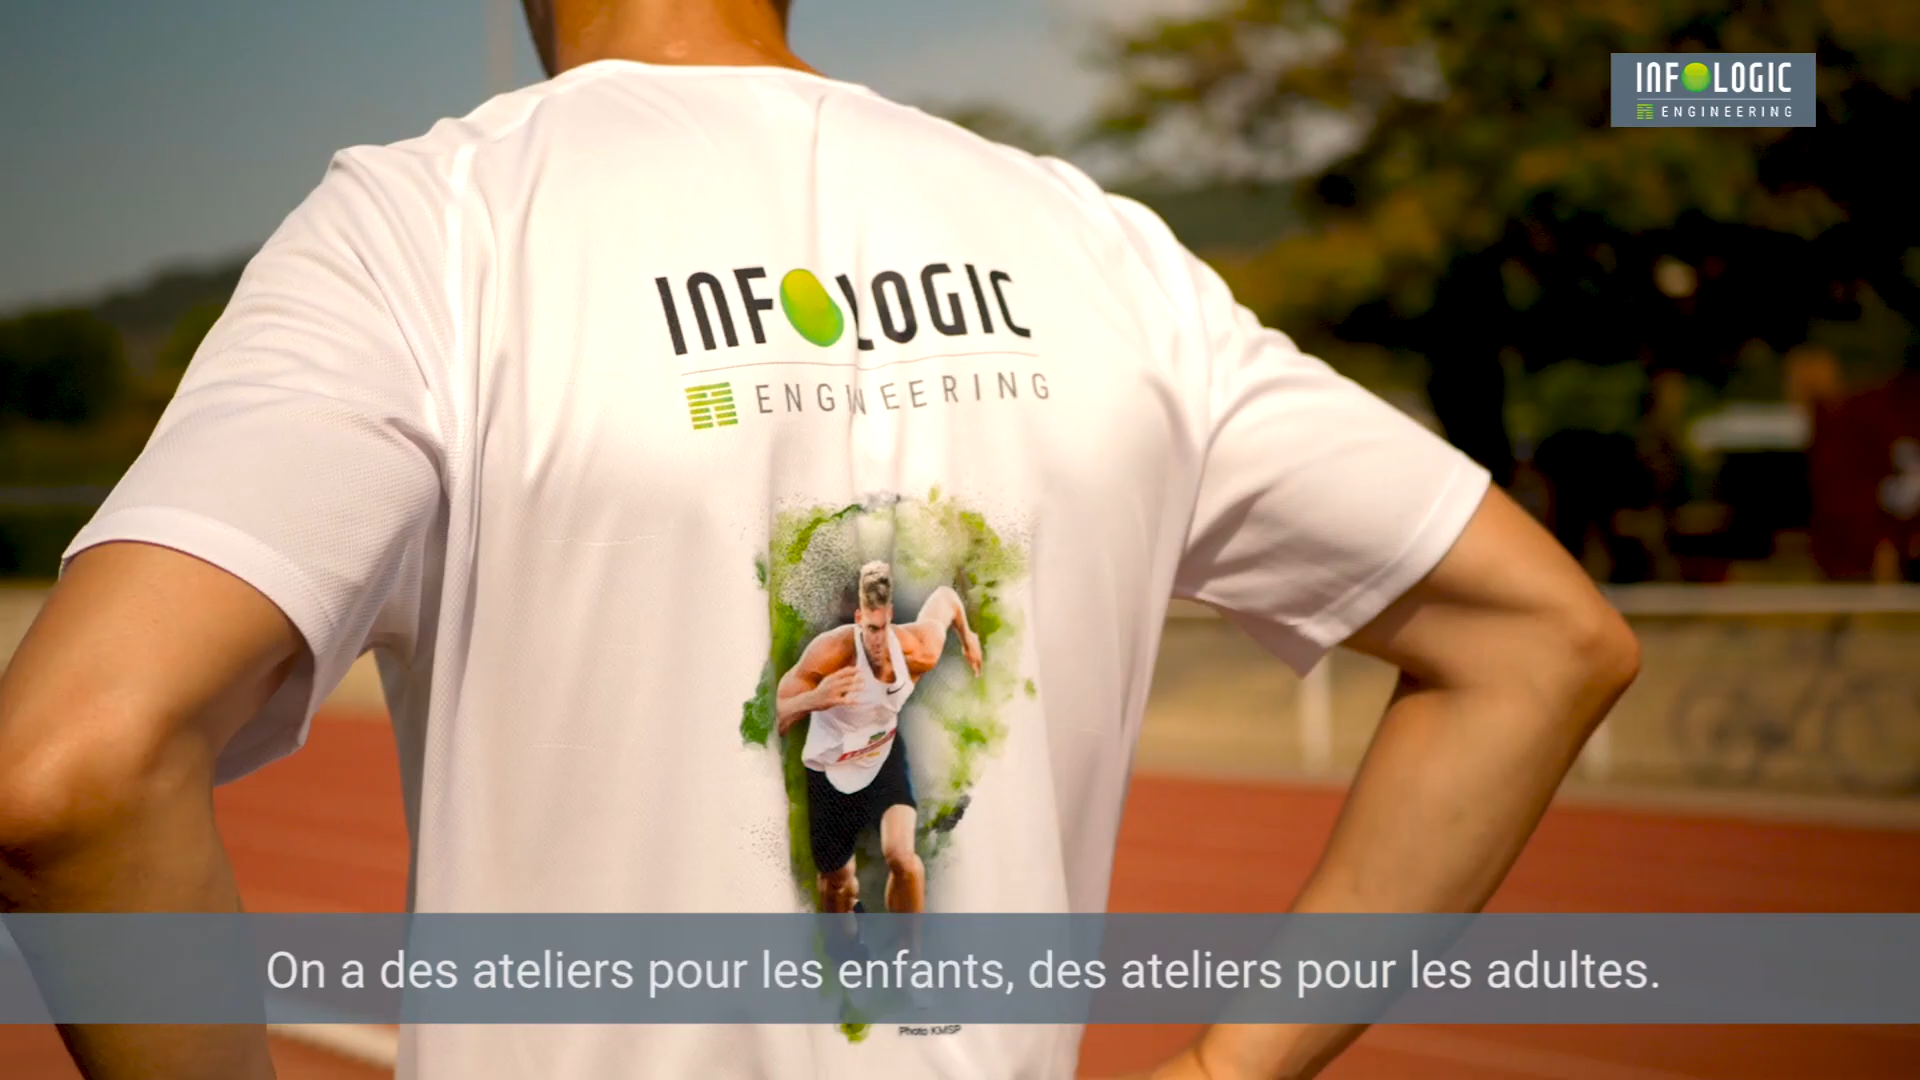 INFOLOGIC
ENGINEERING
INFOLOGIC
ENGINEERING
Photo KMSP
On a des ateliers pour les enfants, des ateliers pour les adultes.